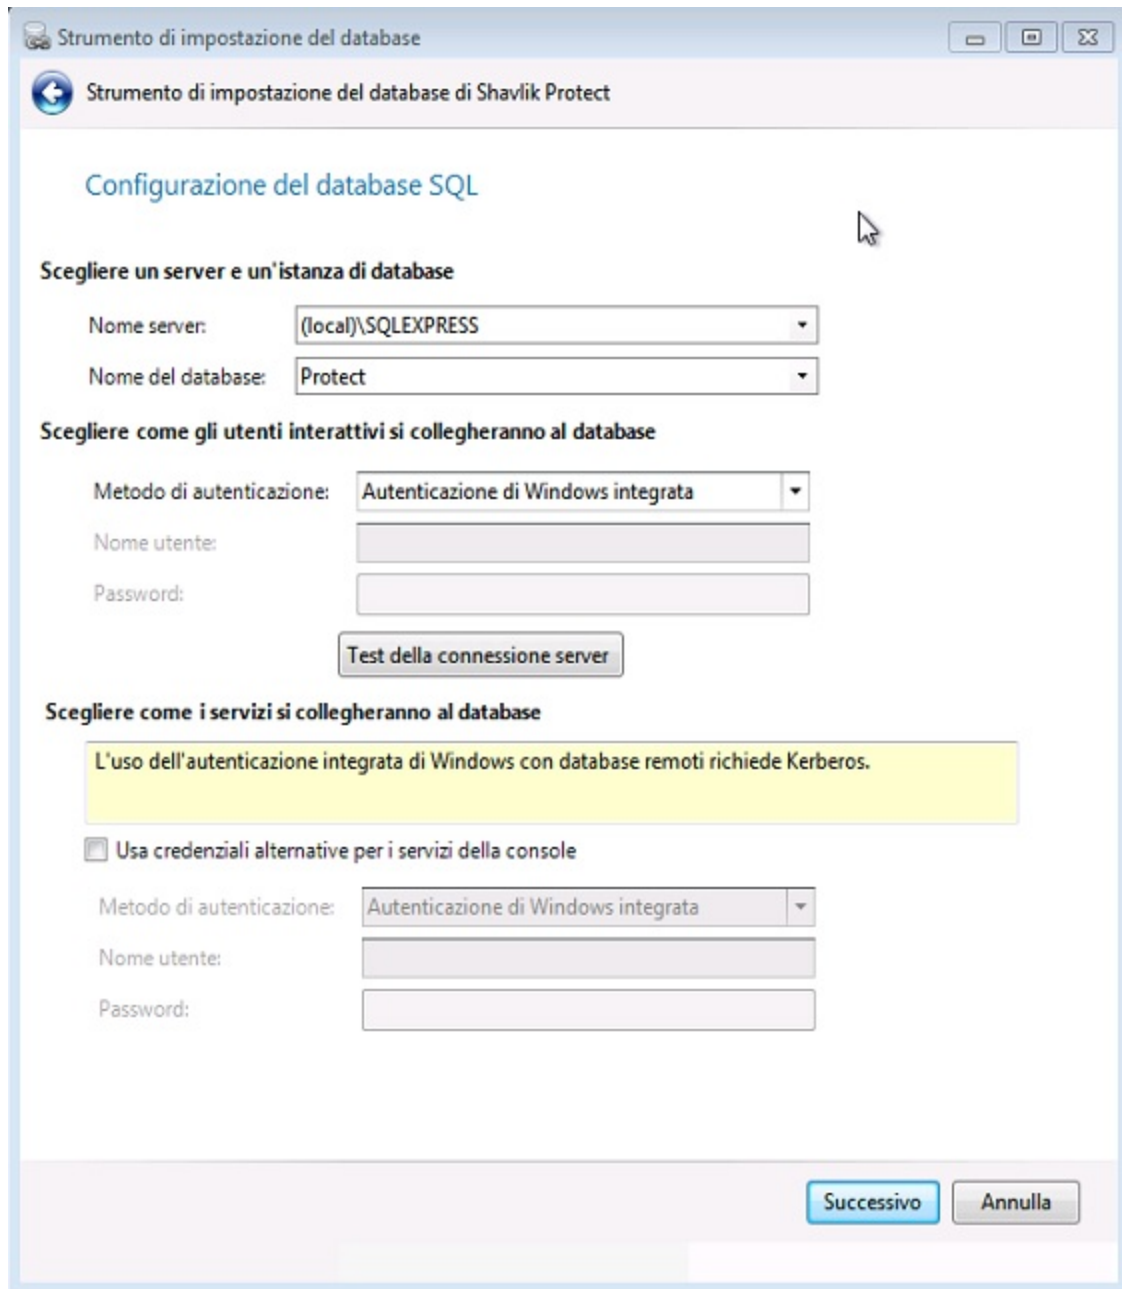 Strumento di impostazione del database
Strumento di impostazione del database di Shavlik Protect
Configurazione del database SQL
Scegliere un server e un'istanza di database
Nome server: (local)\SQLEXPRESS
Nome del database: Protect
Scegliere come gli utenti interattivi si collegheranno al database
Metodo di autenticazione: Autenticazione di Windows integrata
Nome utente:
Password:
Test della connessione server
Scegliere come i servizi si collegheranno al database
L'uso dell'autenticazione integrata di Windows con database remoti richiede Kerberos.
Usa credenziali alternative per i servizi della console
Metodo di autenticazione: Autenticazione di Windows integrata
Nome utente:
Password:
Successivo Annulla